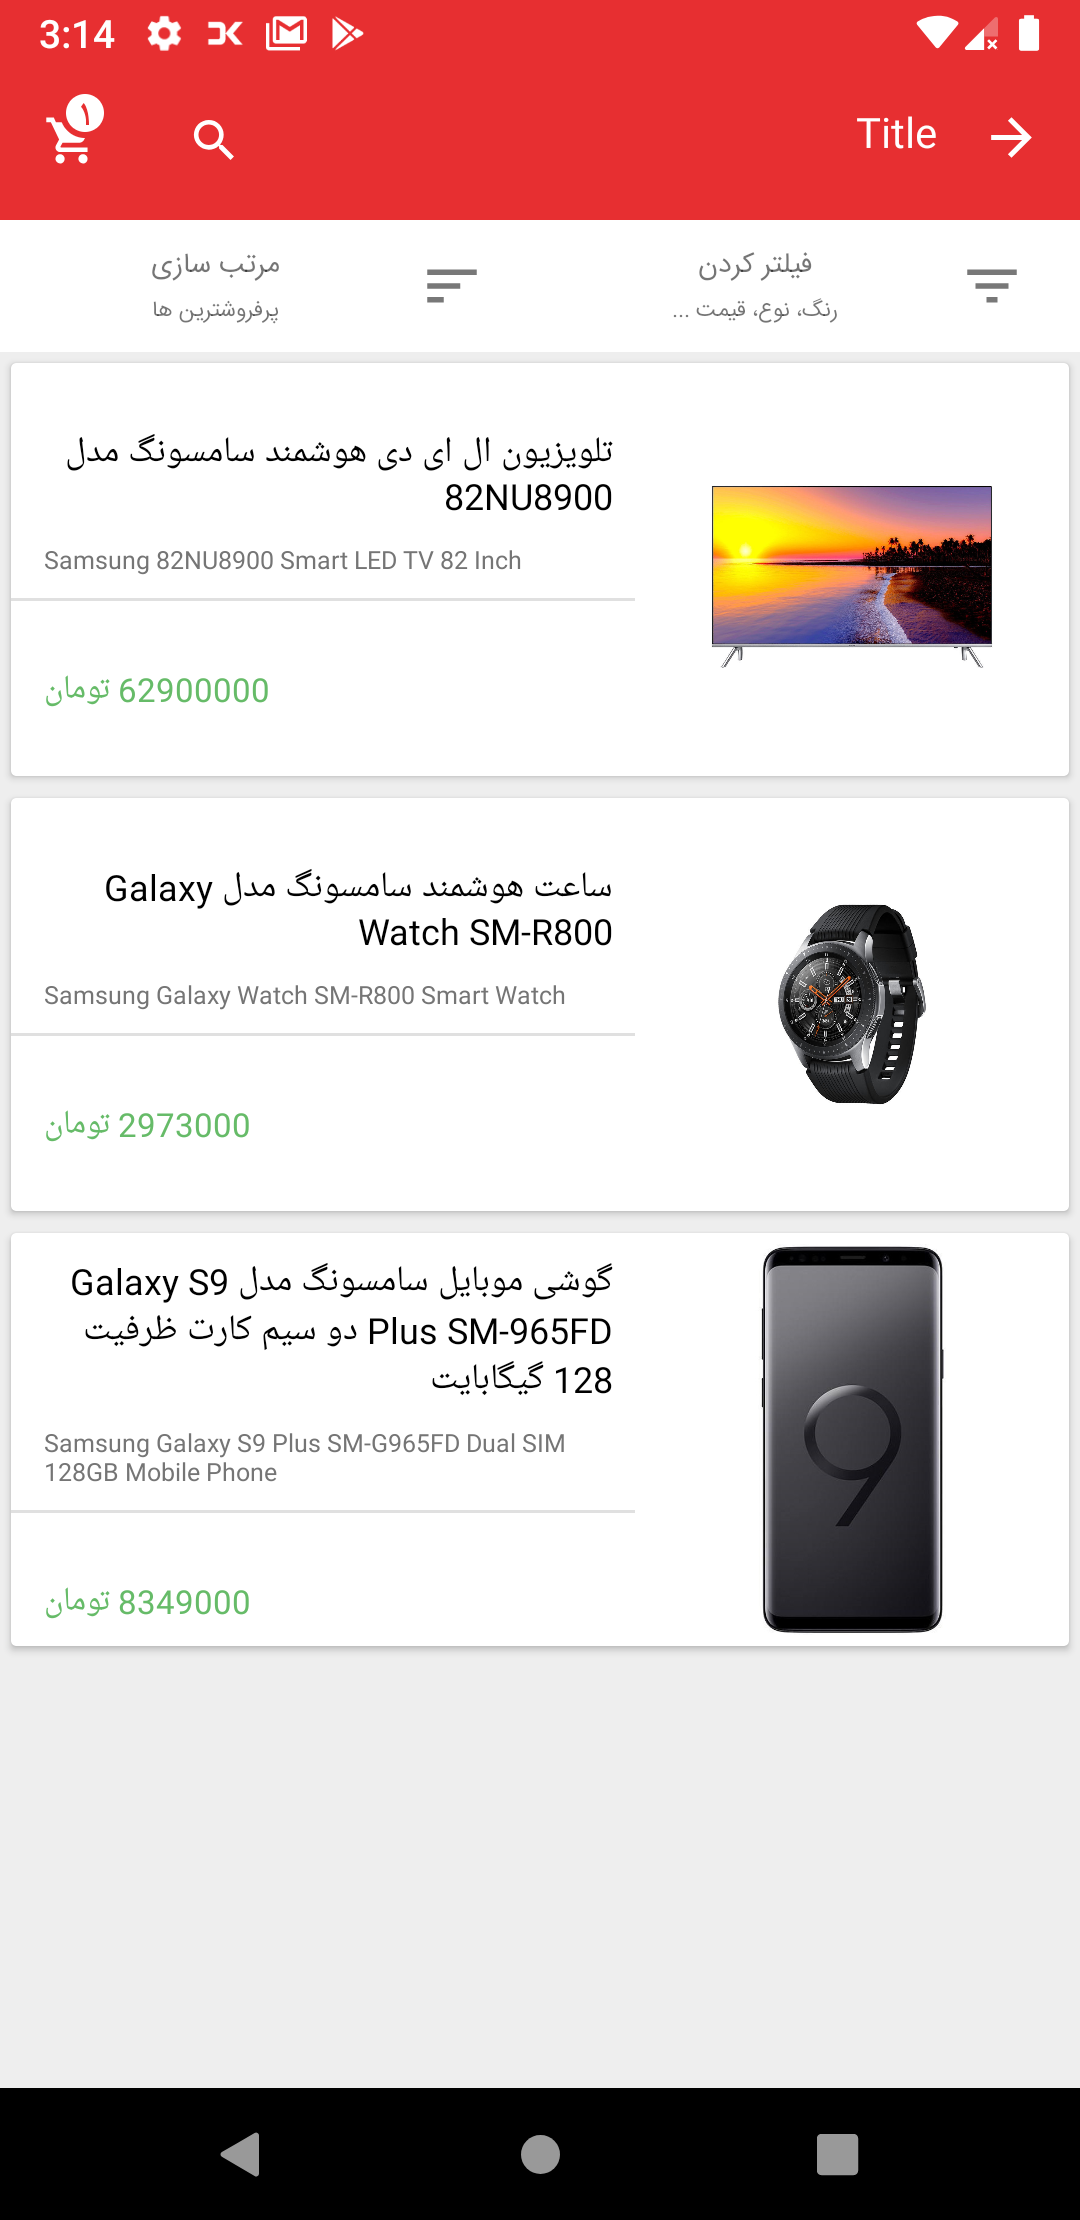 3:14
۱
Title
فیلتر کردن
رنگ، نوع، قیمت ...
مرتب سازی
پرفروشترین ها
تلویزیون ال ای دی هوشمند سامسونگ مدل
82NU8900
Samsung 82NU8900 Smart LED TV 82 Inch
62900000 تومان
ساعت هوشمند سامسونگ مدل Galaxy
Watch SM-R800
Samsung Galaxy Watch SM-R800 Smart Watch
2973000 تومان
گوشی موبایل سامسونگ مدل Galaxy S9
Plus SM-965FD دو سیم کارت ظرفیت
128 گیگابایت
Samsung Galaxy S9 Plus SM-G965FD Dual SIM
128GB Mobile Phone
9
8349000 تومان